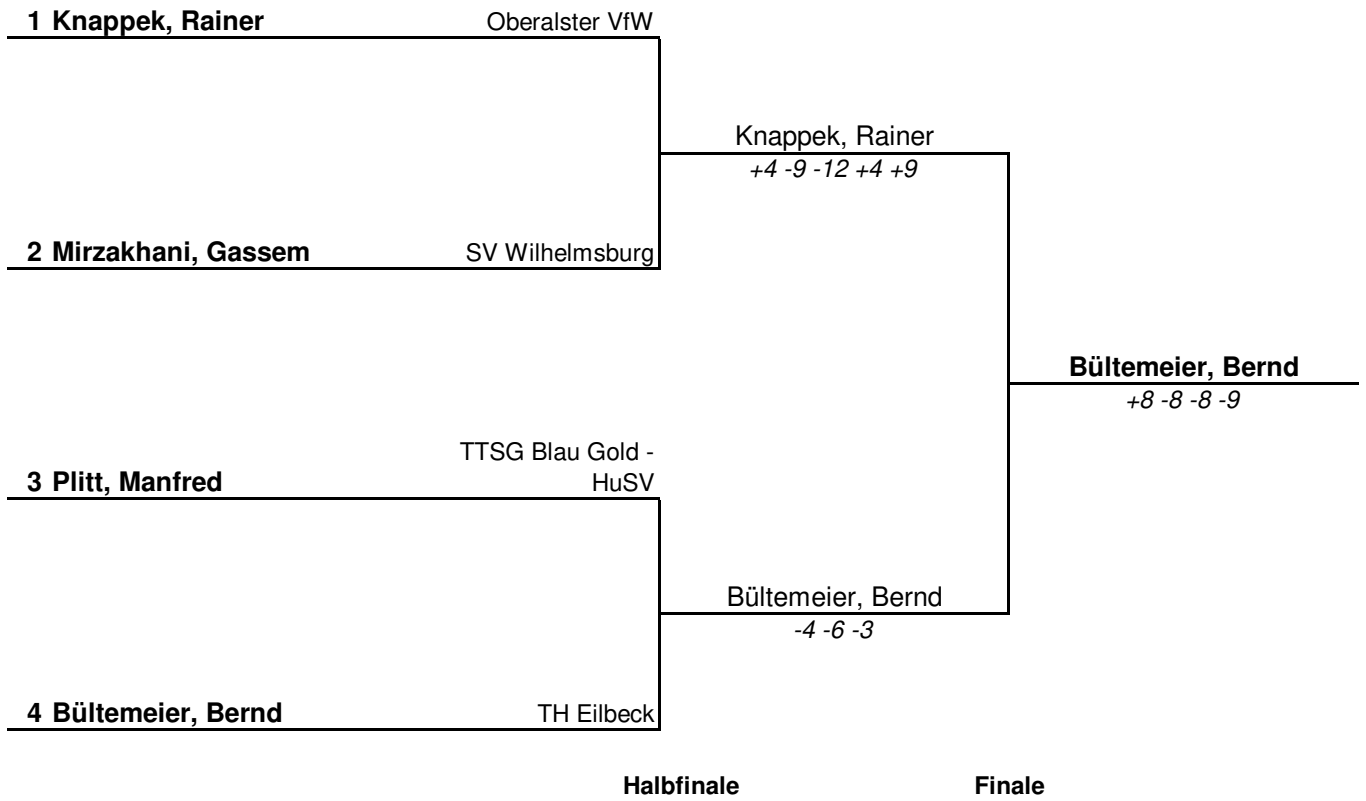 1 Knappek, Rainer Oberalster VfW
Knappek, Rainer
+4 -9 -12 +4 +9
2 Mirzakhani, Gassem SV Wilhelmsburg
Bültemeier, Bernd
+8 -8 -8 -9
TTSG Blau Gold -
3 Plitt, Manfred HuSV
Bültemeier, Bernd
-4 -6 -3
4 Bültemeier, Bernd TH Eilbeck
Halbfinale Finale